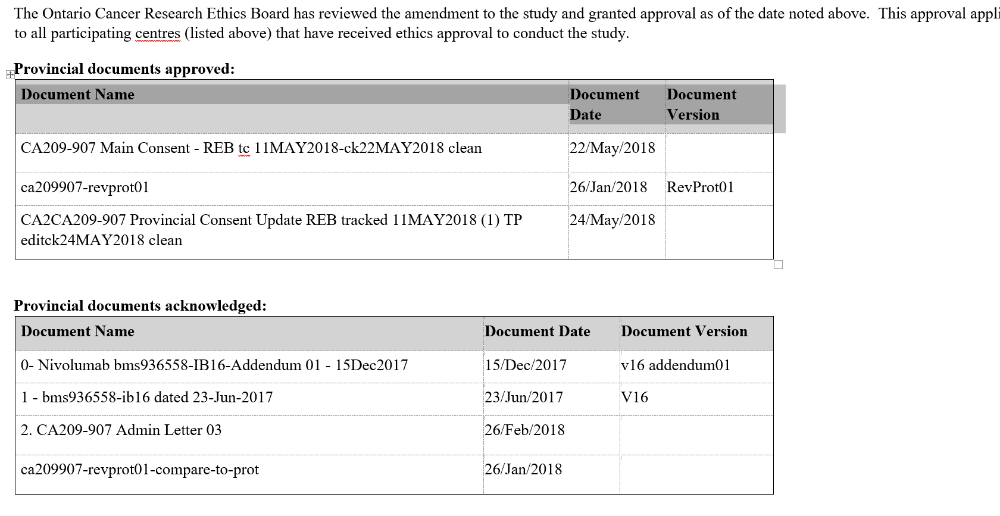 The Ontario Cancer Research Ethics Board has reviewed the amendment to the study and granted approval as of the date noted above.  This approval appli
to all participating centres (listed above) that have received ethics approval to conduct the study.
Provincial documents approved:
Document Name Document Date Document Version
CA209-907 Main Consent - REB tc 11MAY2018-ck22MAY2018 clean 22/May/2018
ca209907-revprot01 26/Jan/2018 RevProt01
CA2CA209-907 Provincial Consent Update REB tracked 11MAY2018 (1) TP 24/May/2018
editck24MAY2018 clean
Provincial documents acknowledged:
Document Name Document Date Document Version
0- Nivolumab bms936558-IB16-Addendum 01 - 15Dec2017 15/Dec/2017 v16 addendum01
1 - bms936558-ib16 dated 23-Jun-2017 23/Jun/2017 V16
2. CA209-907 Admin Letter 03 26/Feb/2018
ca209907-revprot01-compare-to-prot 26/Jan/2018